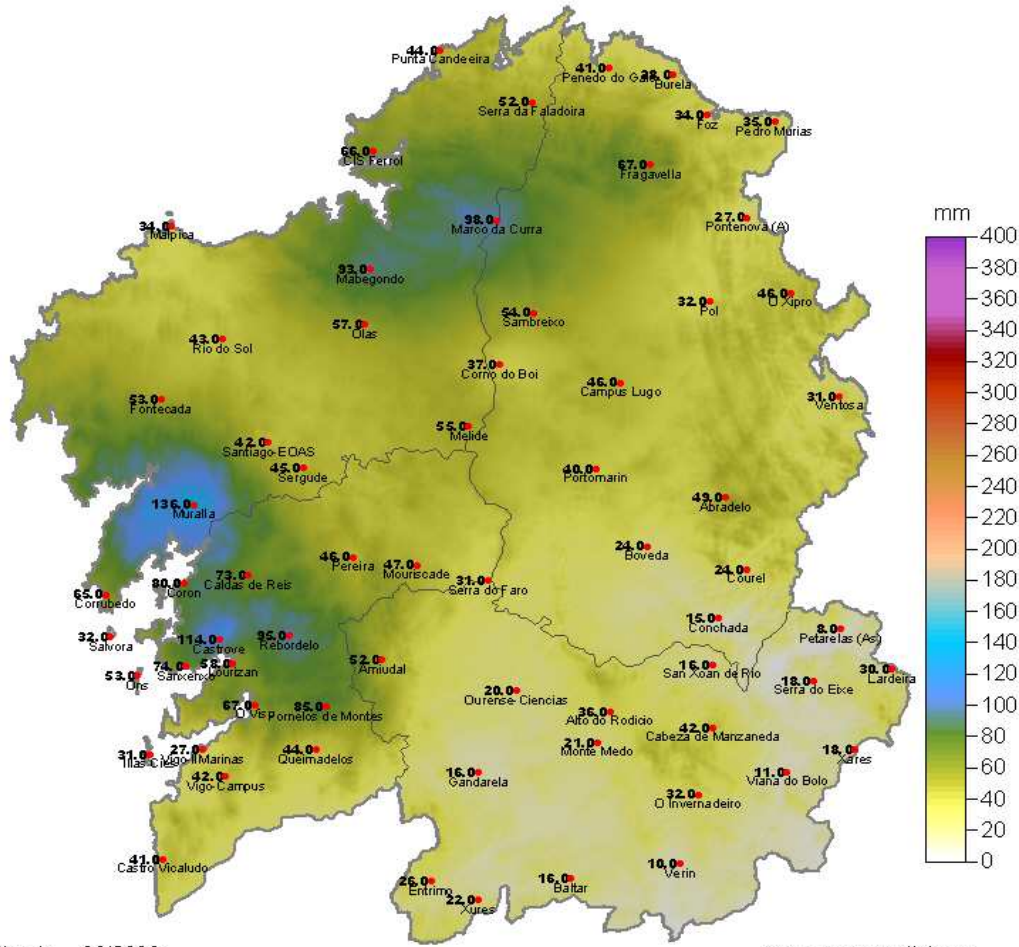 44.0
Punta Candeeira
41.0
Penedo do Galo
38.0
Burela
52.0
Serra da Faladoira
34.0
Foz
35.0
Pedro Murias
66.0
CIS Ferrol
67.0
Fragavella
98.0
Marco da Curra
27.0
Pontenova (A)
34.0
Malpica
93.0
Mabegondo
46.0
O Xipro
32.0
Pol
54.0
Sambreixo
57.0
Olas
43.0
Rio do Sol
37.0
Corno do Boi
46.0
Campus Lugo
53.0
Fontecada
31.0
Ventosa
55.0
Melide
42.0
Santiago-EOAS
45.0
Sergude
40.0
Portomarin
136.0
Muralla
49.0
Abradelo
24.0
Boveda
46.0
Pereira
47.0
Mouriscade
24.0
Courel
73.0
Caldas de Reis
80.0
Coron
31.0
Serra do Faro
65.0
Corrubedo
15.0
Conchada
8.0
Petarelas (As)
32.0
Salvora
114.0
Castrove
95.0
Rebordelo
52.0
Amiudal
58.0
Lourizan
74.0
Sanxenxo
53.0
Ons
16.0
San Xoan de Rio
30.0
Lardeira
18.0
Serra do Eixe
20.0
Ourense-Ciencias
67.0
O Viso
85.0
Fornelos de Montes
36.0
Alto do Rodicio
42.0
Cabeza de Manzaneda
21.0
Monte Medo
31.0
Illas Cies
27.0
Vigo II Marinas
44.0
Queimadelos
18.0
Xares
42.0
Vigo-Campus
16.0
Gandarela
11.0
Viana do Bolo
32.0
O Invernadeiro
41.0
Castro Vicaludo
10.0
Verin
26.0
Entrimo
16.0
Baltar
22.0
Xures
mm
400
380
360
340
320
300
280
260
240
220
200
180
160
140
120
100
80
60
40
20
0